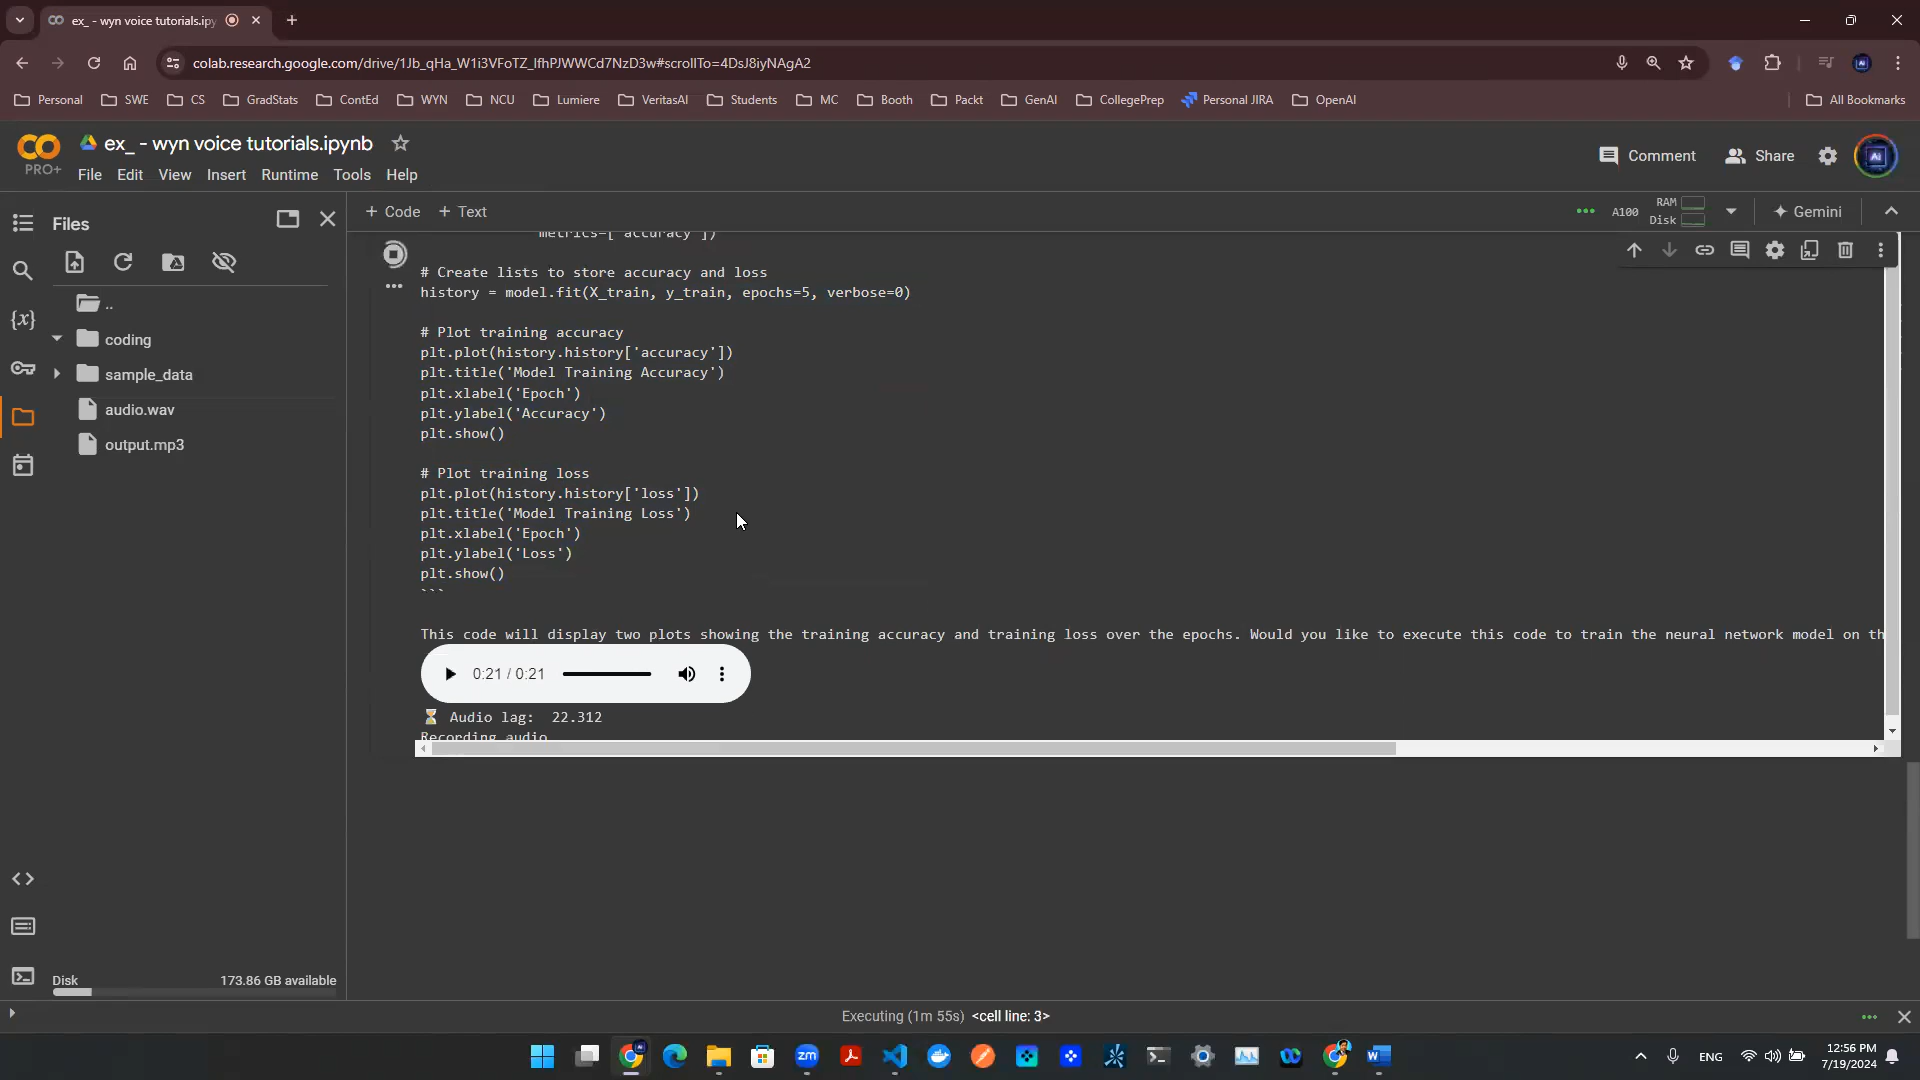 ex_ - wyn voice tutorials.ipy
colab.research.google.com/drive/1Jb_qHa_W1i3VFoTZ_lfhPJWWCd7NzD3w#scrollTo=4DsJ8iyNAgA2
Personal SWE CS GradStats ContEd WYN NCU Lumiere VeritasAI Students MC Booth Packt GenAI CollegePrep Personal JIRA OpenAI All Bookmarks
PRO+
ex_ - wyn voice tutorials.ipynb
File Edit View Insert Runtime Tools Help
Comment Share
Files
+ Code + Text
A100 RAM Disk Gemini
..
coding
sample_data
audio.wav
output.mp3
Disk 173.86 GB available
metrics=['accuracy'])
# Create lists to store accuracy and loss
history = model.fit(X_train, y_train, epochs=5, verbose=0)
# Plot training accuracy
plt.plot(history.history['accuracy'])
plt.title('Model Training Accuracy')
plt.xlabel('Epoch')
plt.ylabel('Accuracy')
plt.show()
# Plot training loss
plt.plot(history.history['loss'])
plt.title('Model Training Loss')
plt.xlabel('Epoch')
plt.ylabel('Loss')
plt.show()
```
This code will display two plots showing the training accuracy and training loss over the epochs. Would you like to execute this code to train the neural network model on th
0:21 / 0:21
⌛ Audio lag: 22.312
Recording audio
Executing (1m 55s) <cell line: 3>
ENG
12:56 PM
7/19/2024